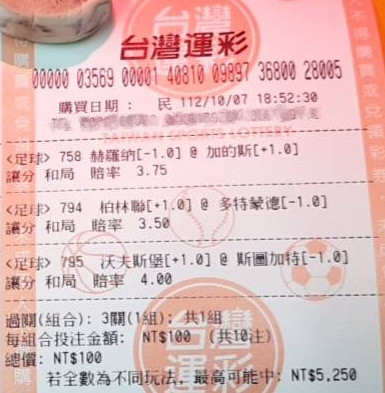 台灣運彩
00000 03569 00001 40810 09897 36800 28005
購買日期: 民 112/10/07 18:52:30
TAIWAN SPORTS LOTTERY
<足球> 758 赫羅納[-1.0] @ 加的斯[+1.0]
讓分 和局 賠率 3.75
<足球> 794 柏林聯[+1.0] @ 多特蒙德[-1.0]
讓分 和局 賠率 3.50
<足球> 795 沃夫斯堡[+1.0] @ 斯圖加特[-1.0]
讓分 和局 賠率 4.00
過關(組合): 3關(1組); 共1組
每組合投注金額: NT$100 (共10注)
總價: NT$100
若全數為不同玩法, 最高可能中: NT$5,250